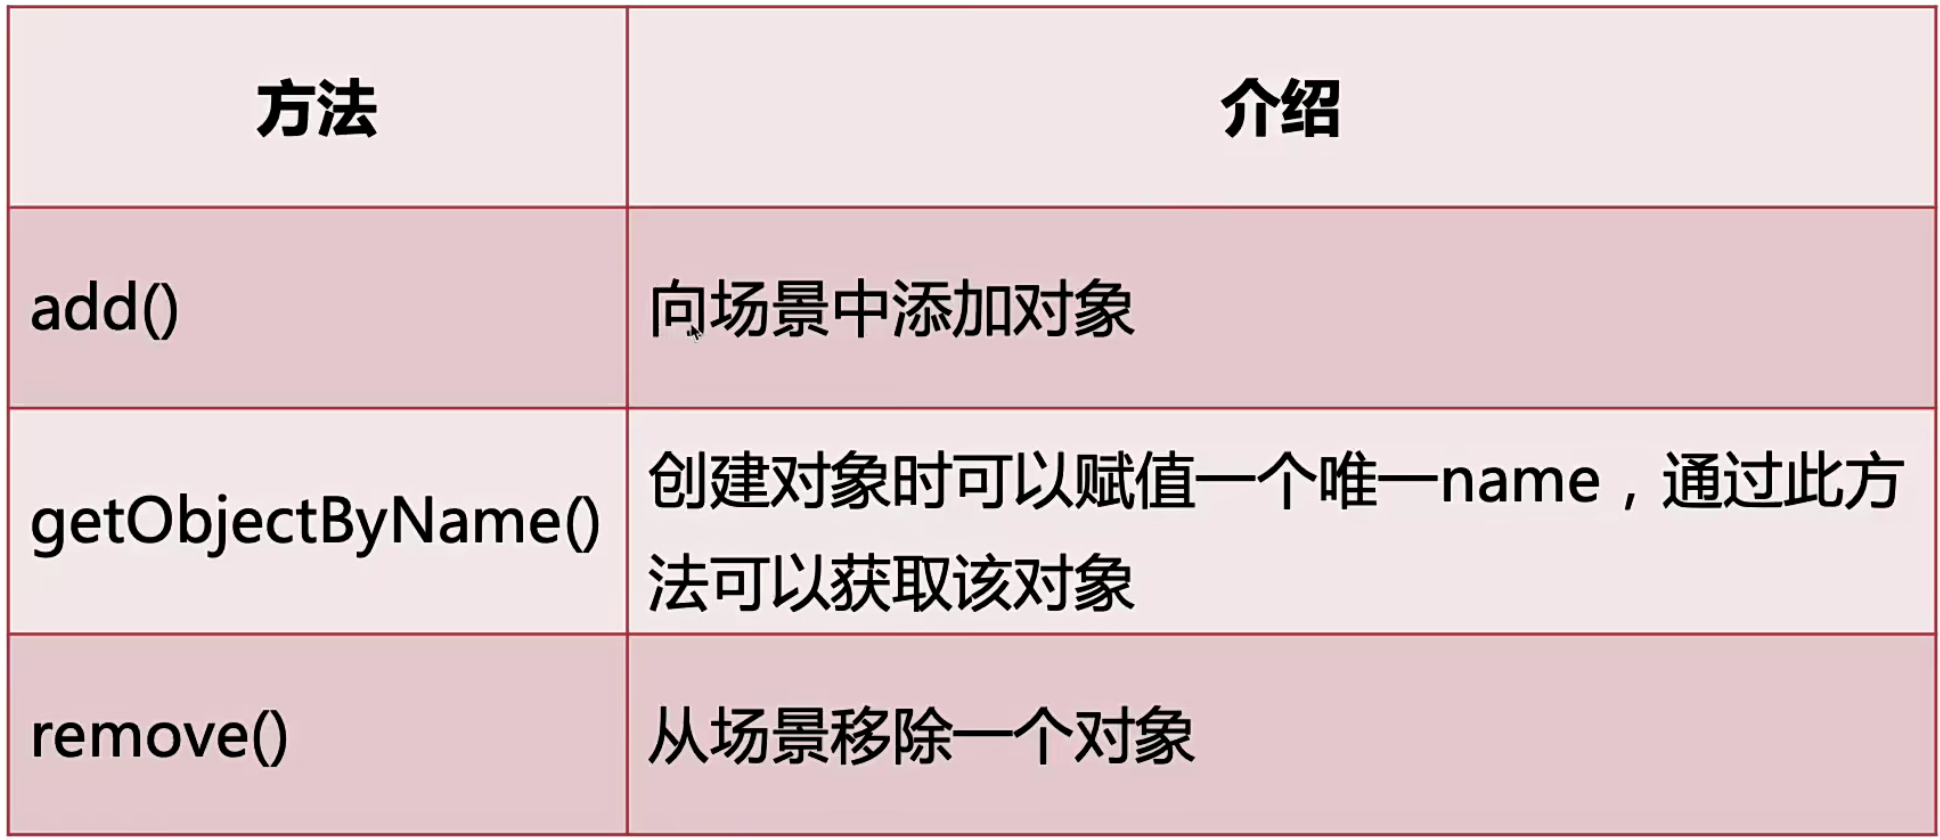 方法
介绍
add()
向场景中添加对象
getObjectByName()
创建对象时可以赋值一个唯一name，通过此方
法可以获取该对象
remove()
从场景移除一个对象